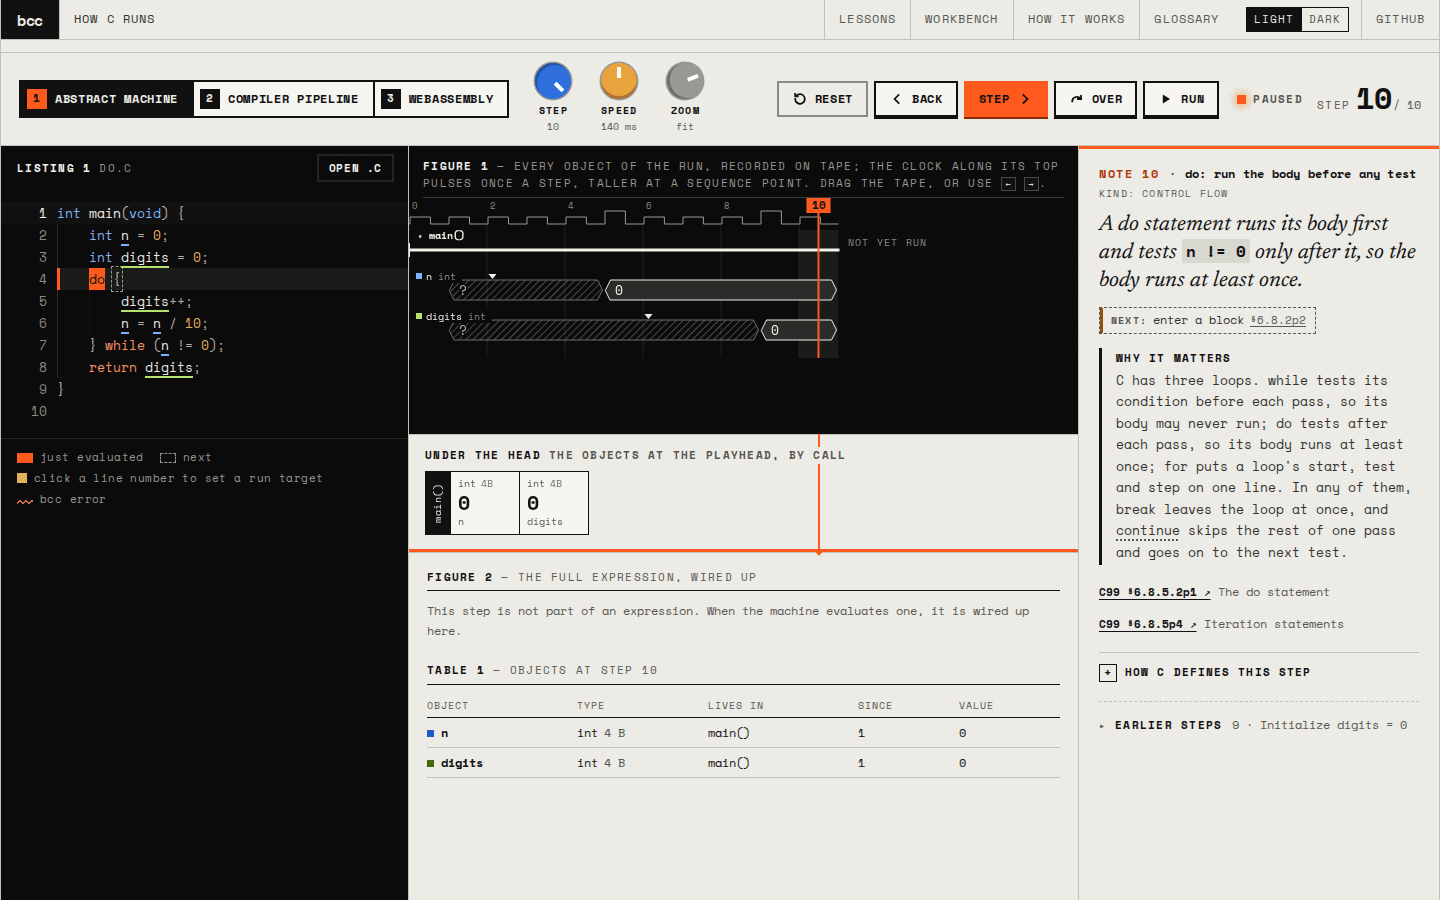 bcc HOW C RUNS LESSONS WORKBENCH HOW IT WORKS GLOSSARY LIGHT DARK GITHUB
1 ABSTRACT MACHINE 2 COMPILER PIPELINE 3 WEBASSEMBLY
STEP
10
SPEED
140 ms
ZOOM
fit
RESET BACK STEP OVER RUN PAUSED STEP 10 / 10
LISTING 1 DO.C OPEN .C
1 int main(void) {
2 int n = 0;
3 int digits = 0;
4 do {
5 digits++;
6 n = n / 10;
7 } while (n != 0);
8 return digits;
9 }
10
just evaluated next
click a line number to set a run target
bcc error
FIGURE 1 — EVERY OBJECT OF THE RUN, RECORDED ON TAPE; THE CLOCK ALONG ITS TOP
PULSES ONCE A STEP, TALLER AT A SEQUENCE POINT. DRAG THE TAPE, OR USE ← → .
0 2 4 6 8 10
▾ main() NOT YET RUN
n int
? 0
digits int
? 0
UNDER THE HEAD THE OBJECTS AT THE PLAYHEAD, BY CALL
main()
int 4B
0
n
int 4B
0
digits
FIGURE 2 — THE FULL EXPRESSION, WIRED UP
This step is not part of an expression. When the machine evaluates one, it is wired up
here.
TABLE 1 — OBJECTS AT STEP 10
OBJECT TYPE LIVES IN SINCE VALUE
n int 4 B main() 1 0
digits int 4 B main() 1 0
NOTE 10 · do: run the body before any test
KIND: CONTROL FLOW
A do statement runs its body first
and tests n != 0 only after it, so the
body runs at least once.
NEXT: enter a block §6.8.2p2
WHY IT MATTERS
C has three loops. while tests its
condition before each pass, so its
body may never run; do tests after
each pass, so its body runs at least
once; for puts a loop's start, test
and step on one line. In any of them,
break leaves the loop at once, and
continue skips the rest of one pass
and goes on to the next test.
C99 §6.8.5.2p1 ↗ The do statement
C99 §6.8.5p4 ↗ Iteration statements
+ HOW C DEFINES THIS STEP
▸ EARLIER STEPS 9 · Initialize digits = 0